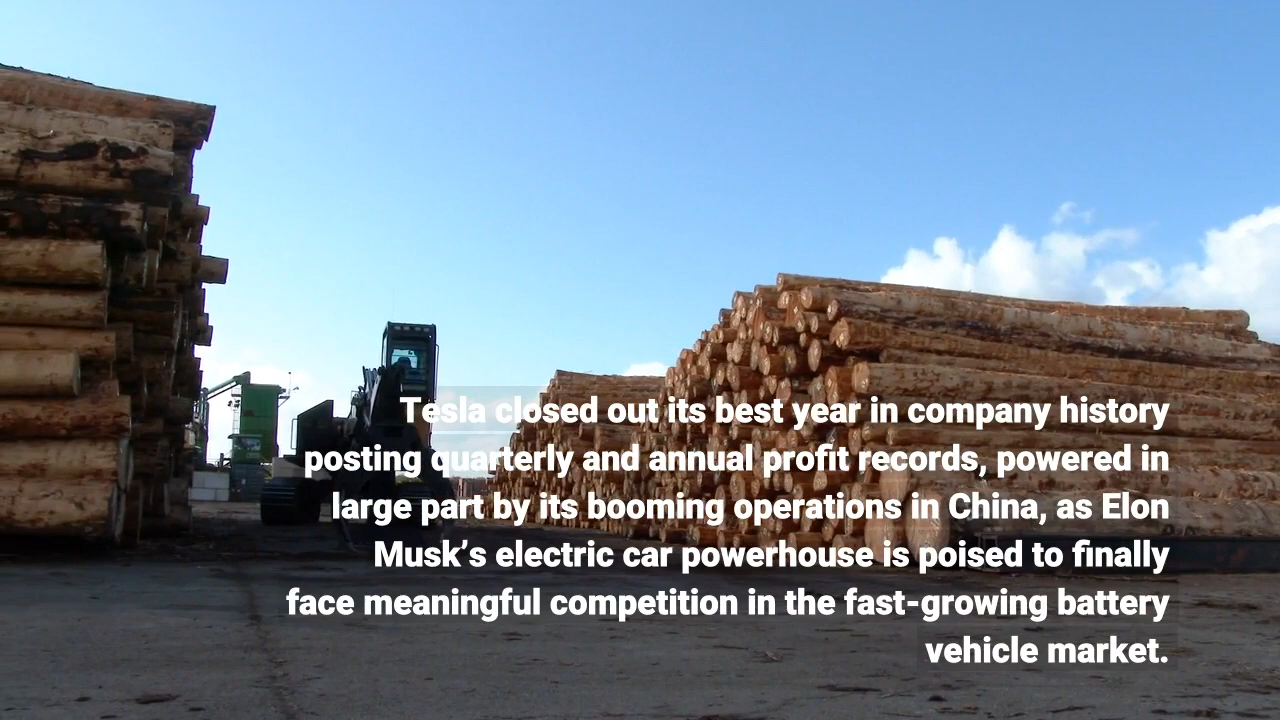 Tesla closed out its best year in company history
posting quarterly and annual profit records, powered in
large part by its booming operations in China, as Elon
Musk’s electric car powerhouse is poised to finally
face meaningful competition in the fast-growing battery
vehicle market.